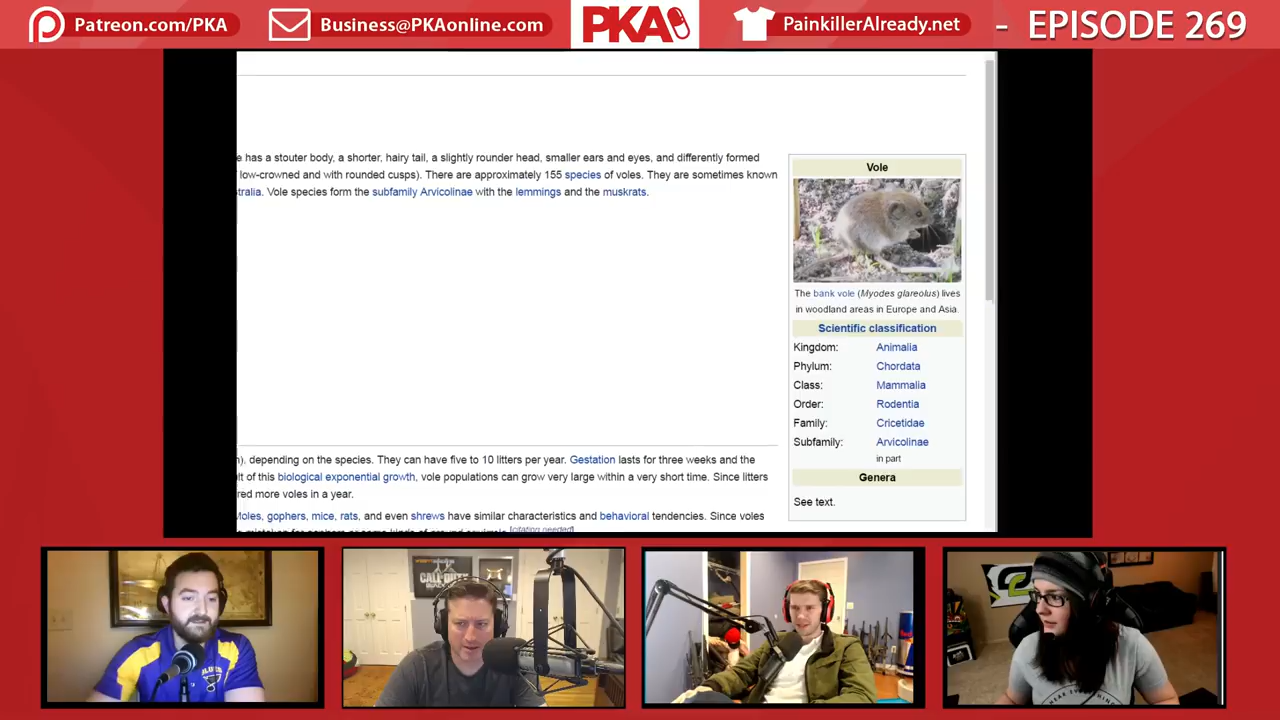 Patreon.com/PKA
Business@PKAonline.com
PKA
PainkillerAlready.net
- EPISODE 269
e has a stouter body, a shorter, hairy tail, a slightly rounder head, smaller ears and eyes, and differently formed
low-crowned and with rounded cusps). There are approximately 155 species of voles. They are sometimes known
tralia. Vole species form the subfamily Arvicolinae with the lemmings and the muskrats.
Vole
The bank vole (Myodes glareolus) lives
in woodland areas in Europe and Asia.
Scientific classification
Kingdom: Animalia
Phylum: Chordata
Class: Mammalia
Order: Rodentia
Family: Cricetidae
Subfamily: Arvicolinae
in part
Genera
See text.
), depending on the species. They can have five to 10 litters per year. Gestation lasts for three weeks and the
lt of this biological exponential growth, vole populations can grow very large within a very short time. Since litters
red more voles in a year.
Moles, gophers, mice, rats, and even shrews have similar characteristics and behavioral tendencies. Since voles
[citation needed]
CALL OF DUTY